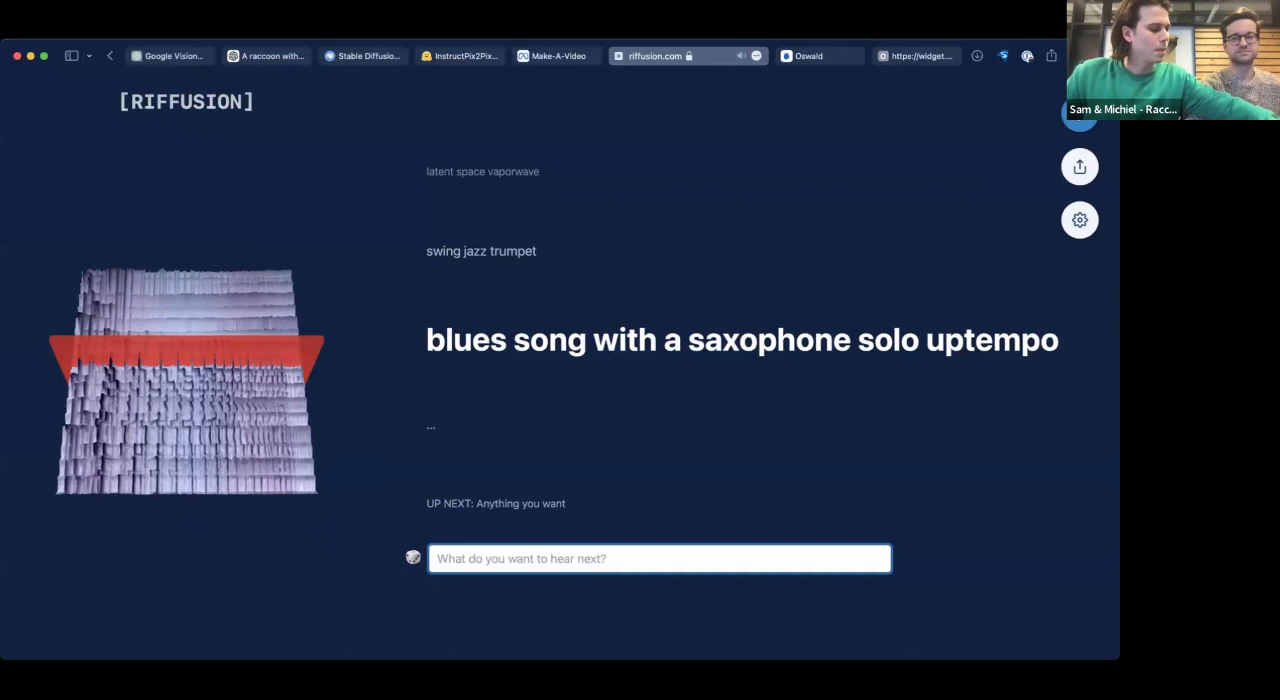 Google Vision...
A raccoon with...
Stable Diffusio...
InstructPix2Pix...
Make-A-Video
riffusion.com
Oswald
https://widget....
Sam & Michiel - Racc...
[RIFFUSION]
latent space vaporwave
swing jazz trumpet
blues song with a saxophone solo uptempo
...
UP NEXT: Anything you want
What do you want to hear next?